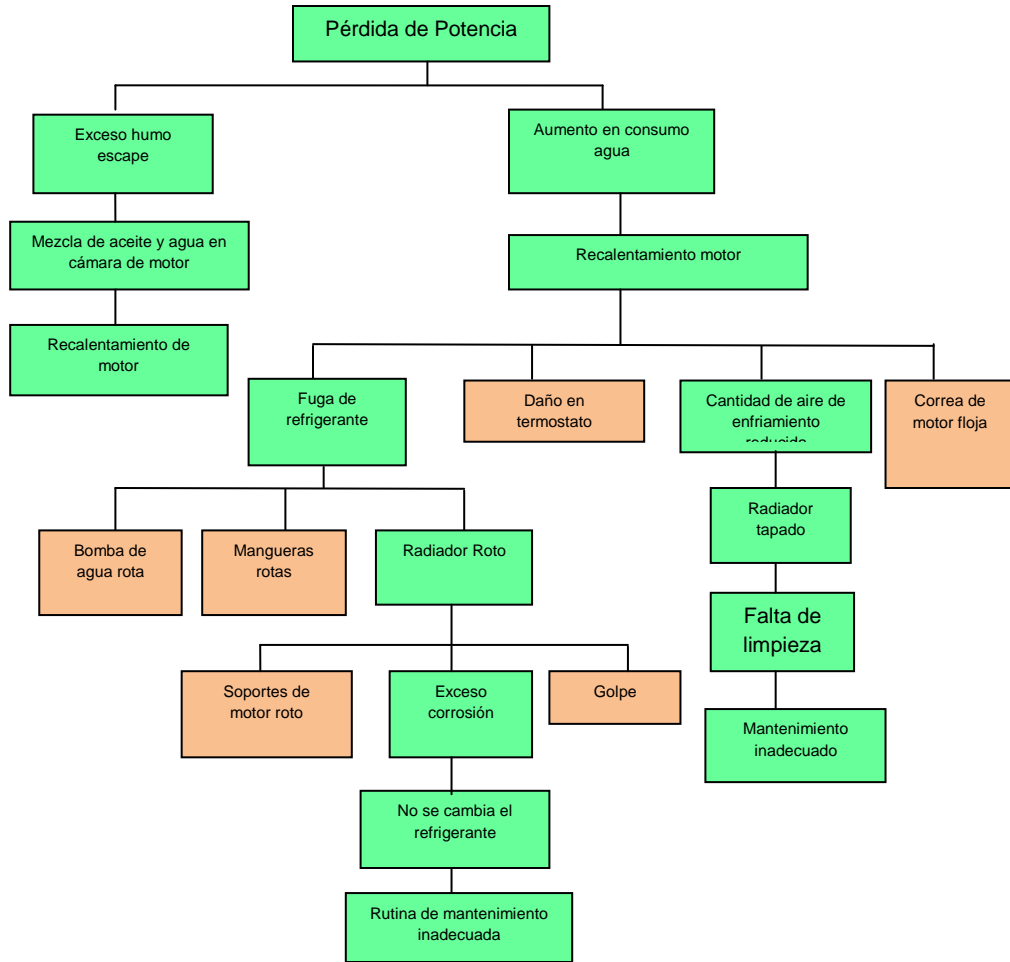 Pérdida de Potencia
Exceso humo
escape
Aumento en consumo
agua
Mezcla de aceite y agua en
cámara de motor
Recalentamiento motor
Recalentamiento de
motor
Fuga de
refrigerante
Daño en
termostato
Cantidad de aire de
enfriamiento
reducida
Correa de
motor floja
Radiador
tapado
Bomba de
agua rota
Mangueras
rotas
Radiador Roto
Falta de
limpieza
Soportes de
motor roto
Exceso
corrosión
Golpe
Mantenimiento
inadecuado
No se cambia el
refrigerante
Rutina de mantenimiento
inadecuada